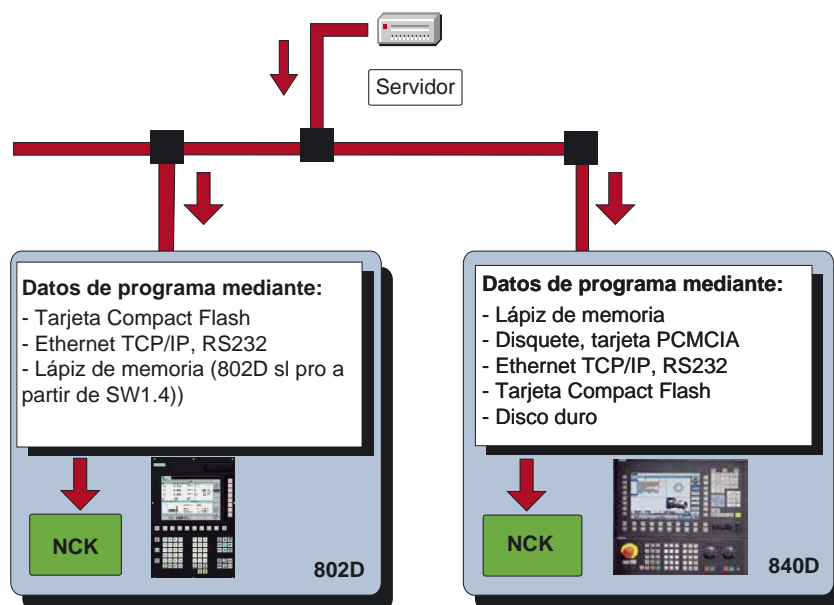 Servidor
Datos de programa mediante:
- Tarjeta Compact Flash
- Ethernet TCP/IP, RS232
- Lápiz de memoria (802D sl pro a
partir de SW1.4))
NCK
802D
Datos de programa mediante:
- Lápiz de memoria
- Disquete, tarjeta PCMCIA
- Ethernet TCP/IP, RS232
- Tarjeta Compact Flash
- Disco duro
NCK
840D